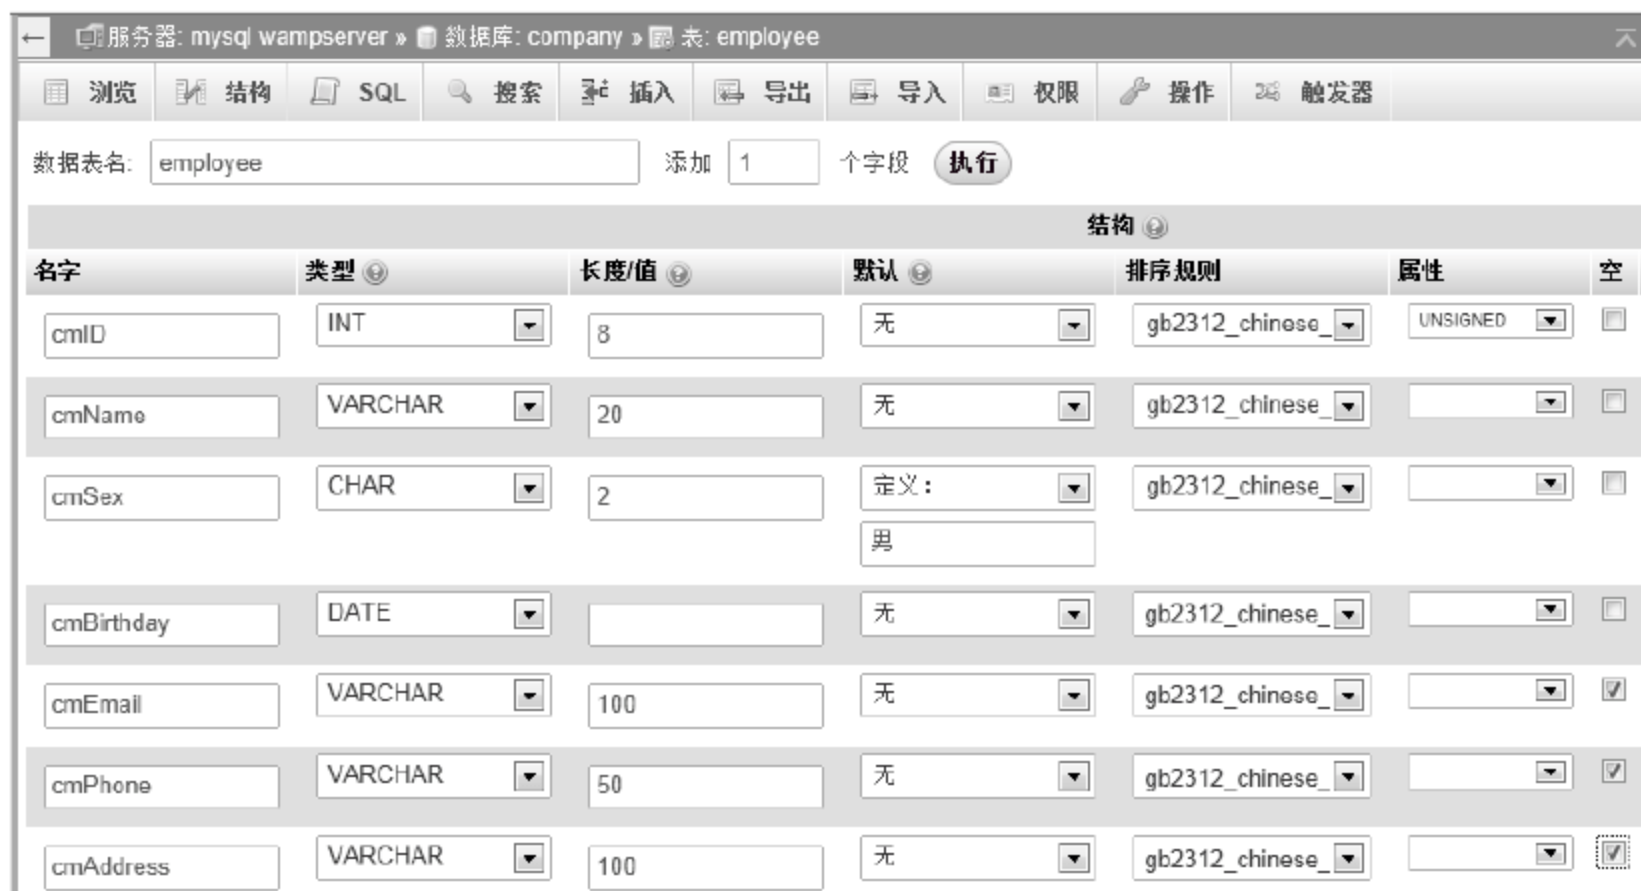 ← 服务器: mysql wampserver » 数据库: company » 表: employee
浏览 结构 SQL 搜索 插入 导出 导入 权限 操作 触发器
数据表名: employee 添加 1 个字段 执行
结构
名字 类型 长度/值 默认 排序规则 属性 空
cmID INT 8 无 gb2312_chinese_ UNSIGNED
cmName VARCHAR 20 无 gb2312_chinese_
cmSex CHAR 2 定义: gb2312_chinese_
男
cmBirthday DATE 无 gb2312_chinese_
cmEmail VARCHAR 100 无 gb2312_chinese_
cmPhone VARCHAR 50 无 gb2312_chinese_
cmAddress VARCHAR 100 无 gb2312_chinese_